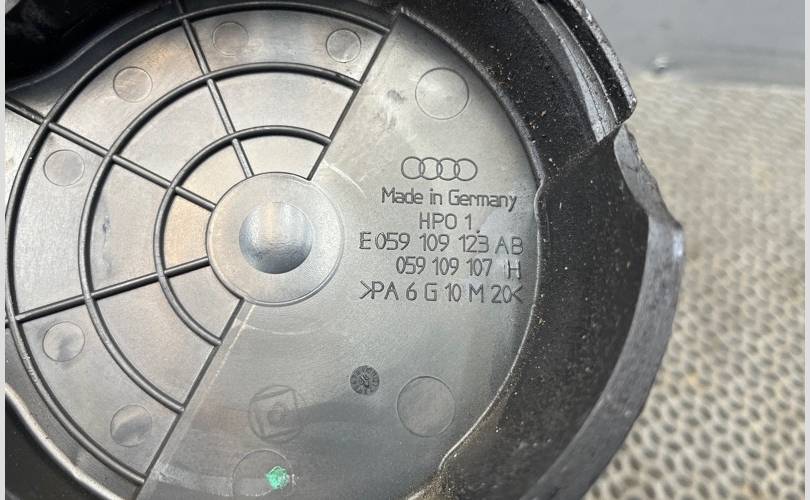 Made in Germany
HPO 1
E 059 109 123 AB
059 109 107 H
>PA 6 G 10 M 20<